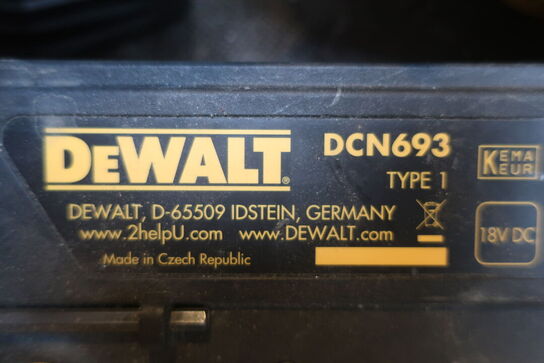 DEWALT®
DCN693
TYPE 1
KEMA
KEUR
DEWALT, D-65509 IDSTEIN, GERMANY
www.2helpU.com www.DEWALT.com
18V DC
Made in Czech Republic